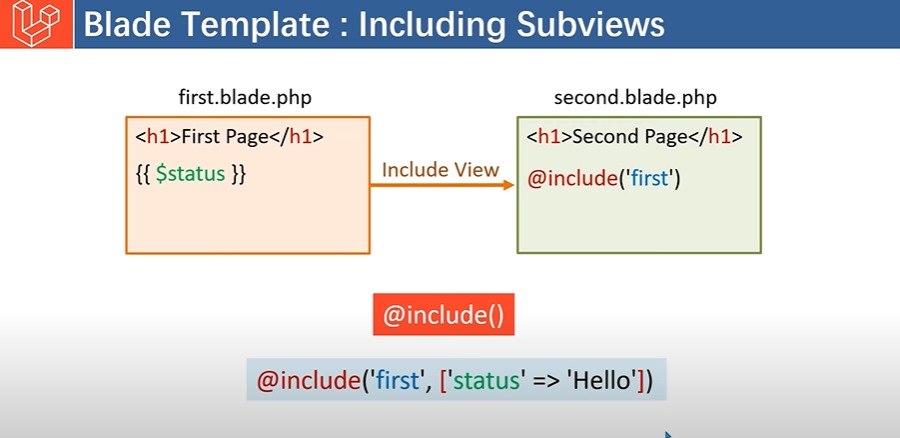 Blade Template : Including Subviews
first.blade.php
<h1>First Page</h1>
{{ $status }}
Include View
second.blade.php
<h1>Second Page</h1>
@include('first')
@include()
@include('first', ['status' => 'Hello'])